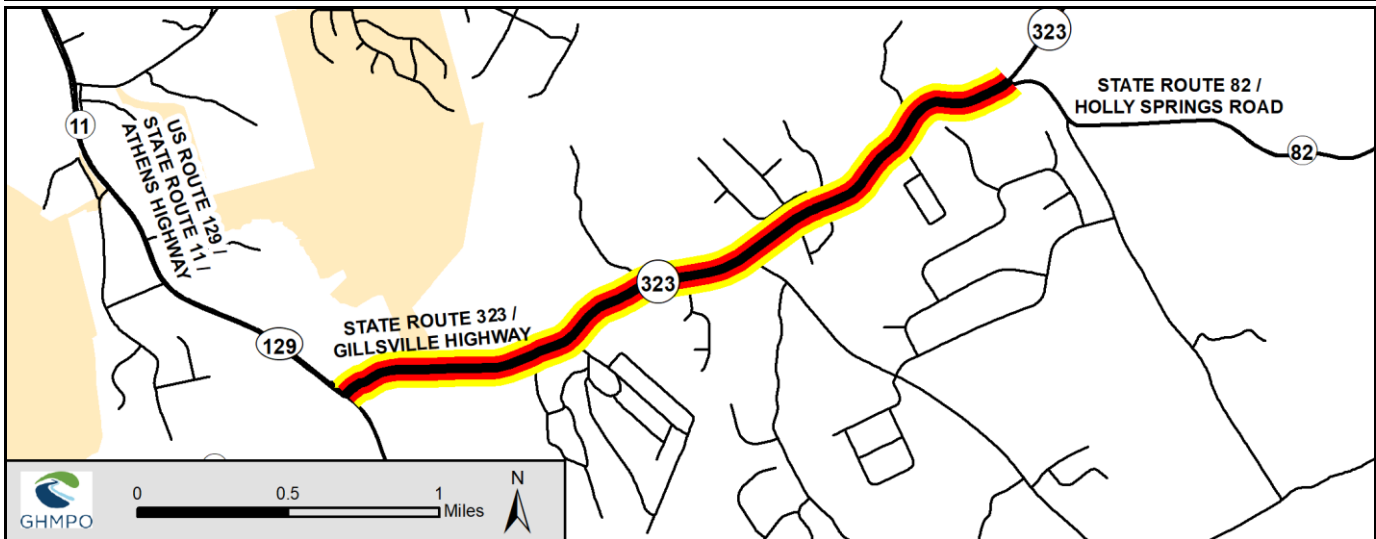 323
STATE ROUTE 82 /
HOLLY SPRINGS ROAD
11
US ROUTE 129 /
STATE ROUTE 11 /
ATHENS HIGHWAY
82
323
STATE ROUTE 323 /
GILLSVILLE HIGHWAY
129
GHMPO
0 0.5 1
Miles
N